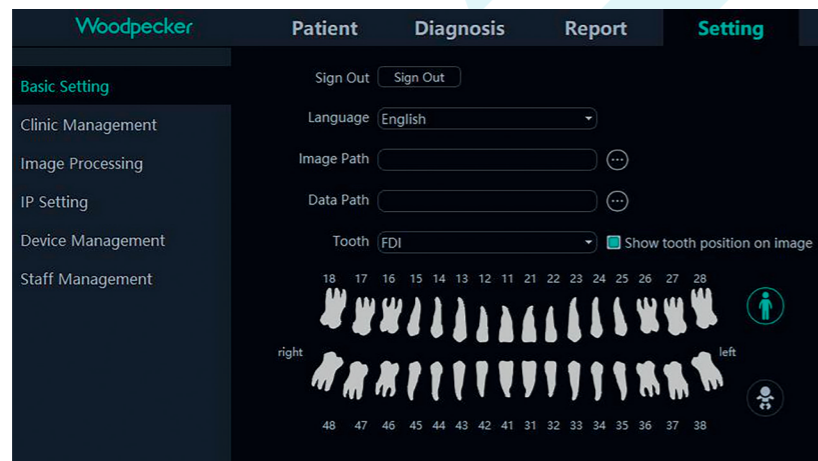 Woodpecker
Patient Diagnosis Report Setting
Basic Setting
Clinic Management
Image Processing
IP Setting
Device Management
Staff Management
Sign Out Sign Out
Language English
Image Path
Data Path
Tooth FDI Show tooth position on image
18 17 16 15 14 13 12 11 21 22 23 24 25 26 27 28
right left
48 47 46 45 44 43 42 41 31 32 33 34 35 36 37 38